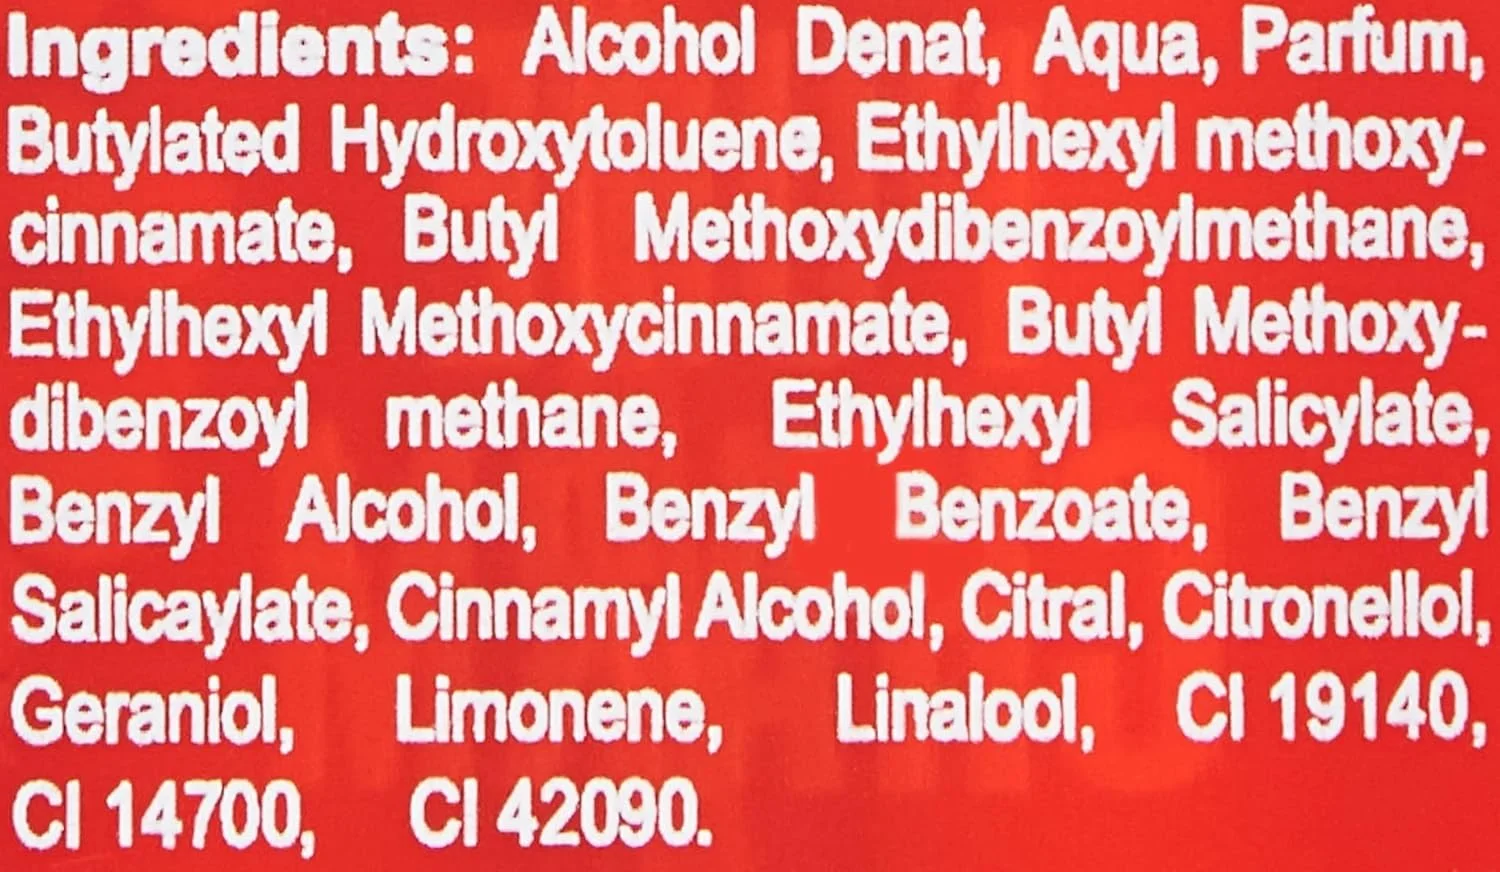 Ingredients: Alcohol Denat, Aqua, Parfum,
Butylated Hydroxytoluene, Ethylhexyl methoxy-
cinnamate, Butyl Methoxydibenzoylmethane,
Ethylhexyl Methoxycinnamate, Butyl Methoxy-
dibenzoyl methane, Ethylhexyl Salicylate,
Benzyl Alcohol, Benzyl Benzoate, Benzyl
Salicaylate, Cinnamyl Alcohol, Citral, Citronellol,
Geraniol, Limonene, Linalool, CI 19140,
CI 14700, CI 42090.